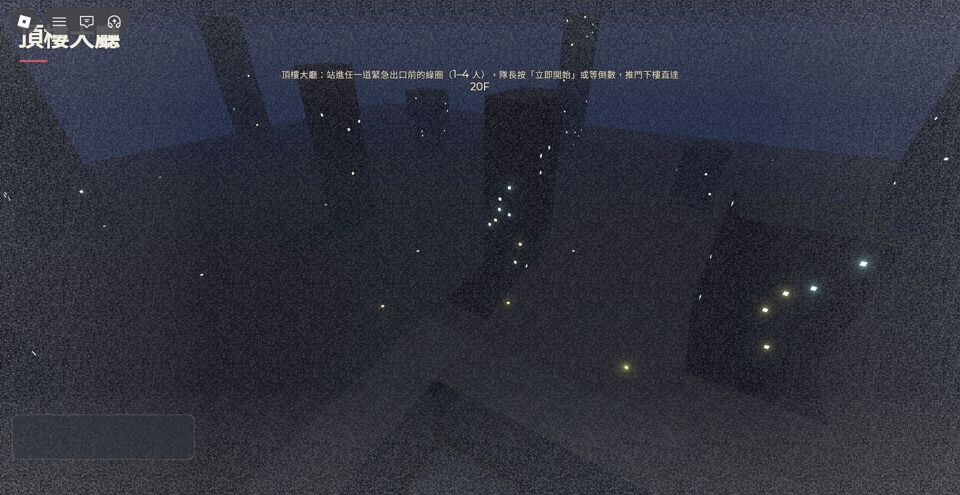 頂樓大廳
頂樓大廳：站進任一道緊急出口前的綠圈（1–4 人），隊長按「立即開始」或等倒數，推門下樓直達
20F